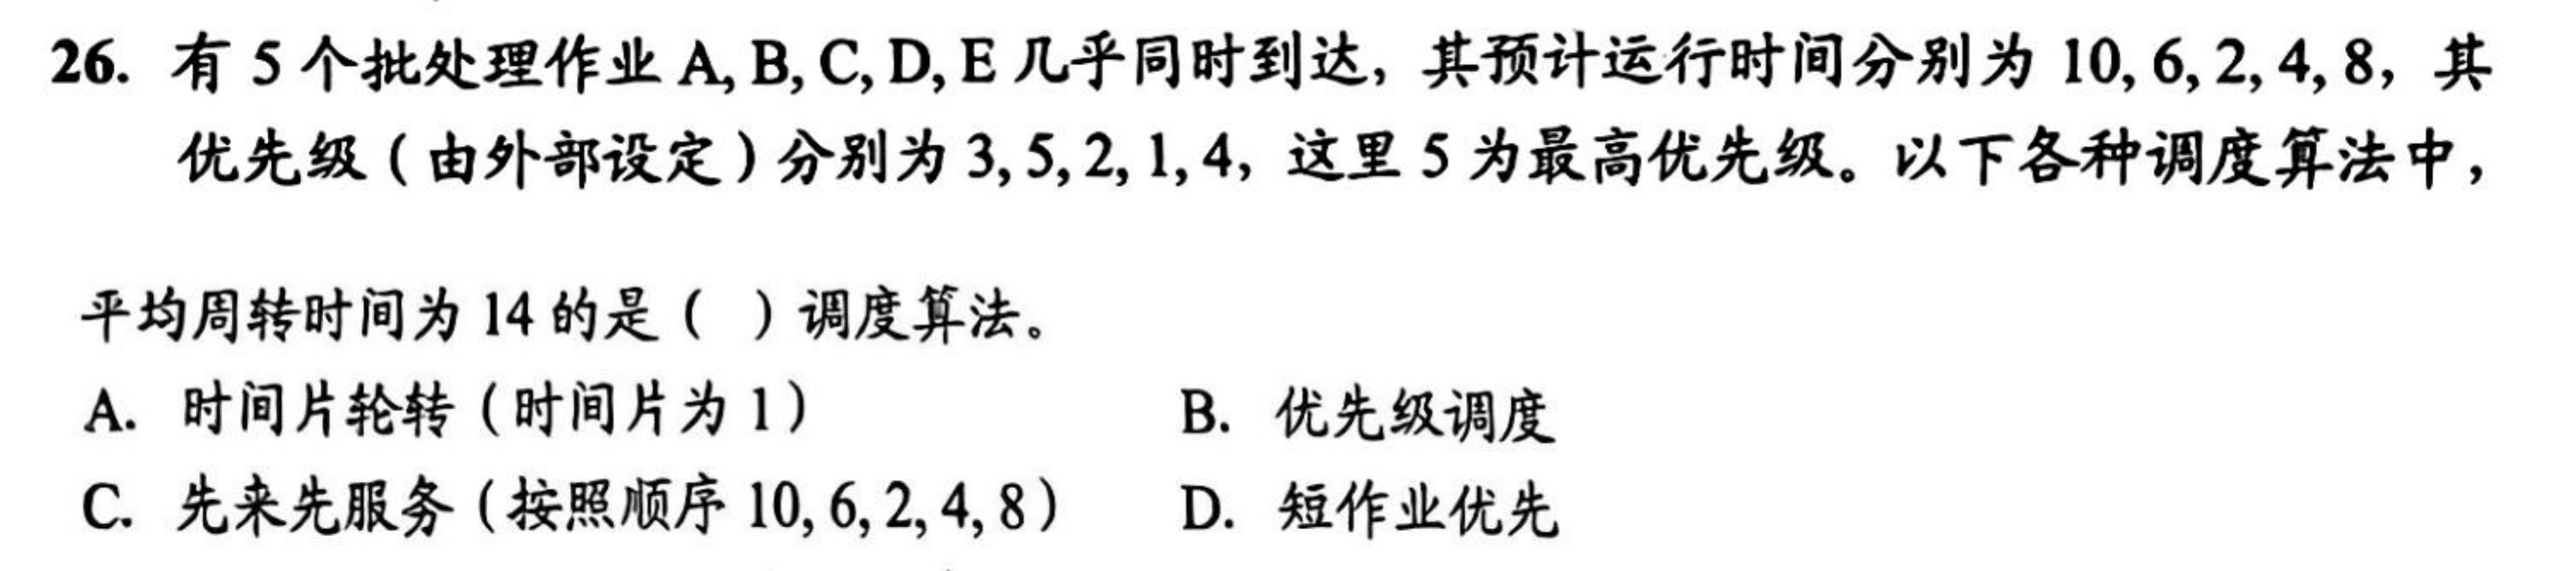 26. 有 5 个批处理作业 A, B, C, D, E 几乎同时到达，其预计运行时间分别为 10, 6, 2, 4, 8，其
优先级（由外部设定）分别为 3, 5, 2, 1, 4，这里 5 为最高优先级。以下各种调度算法中，
平均周转时间为 14 的是（ ）调度算法。
A. 时间片轮转（时间片为 1） B. 优先级调度
C. 先来先服务（按照顺序 10, 6, 2, 4, 8） D. 短作业优先